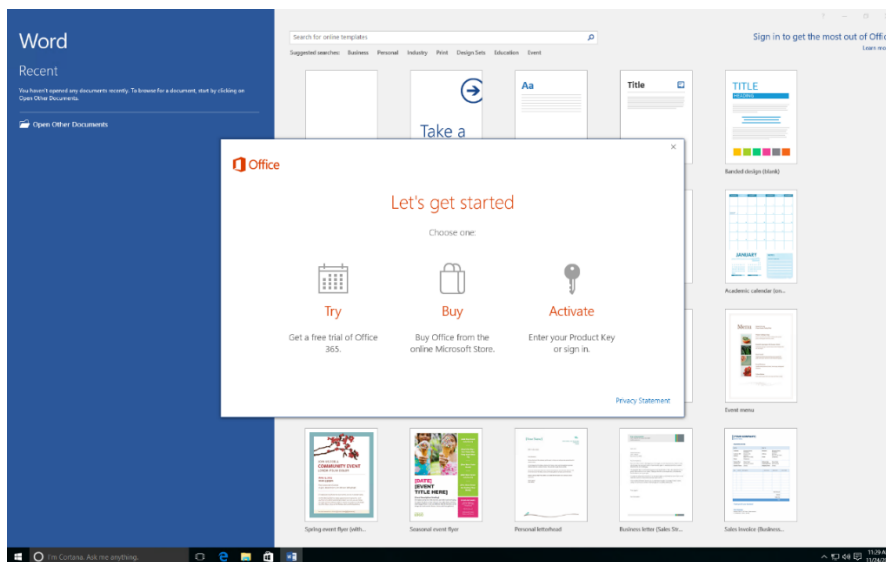 Word
Recent
You haven't opened any documents recently. To browse for a document, start by clicking on
Open Other Documents.
Open Other Documents
Search for online templates
Suggested searches: Business Personal Industry Print Design Sets Education Event
Sign in to get the most out of Offic
Learn mo
Take a
Aa
Title
TITLE
HEADING
Banded design (blank)
Office
Let's get started
Choose one:
Try
Get a free trial of Office
365.
Buy
Buy Office from the
online Microsoft Store.
Activate
Enter your Product Key
or sign in.
Privacy Statement
JANUARY
Academic calendar (on...
Menu
Event menu
COMMUNITY EVENT
[DATE]
[EVENT
TITLE HERE]
Spring event flyer (with...
Seasonal event flyer
Personal letterhead
Business letter (Sales Str...
Sales invoice (Business...
I'm Cortana. Ask me anything.
11:29 A